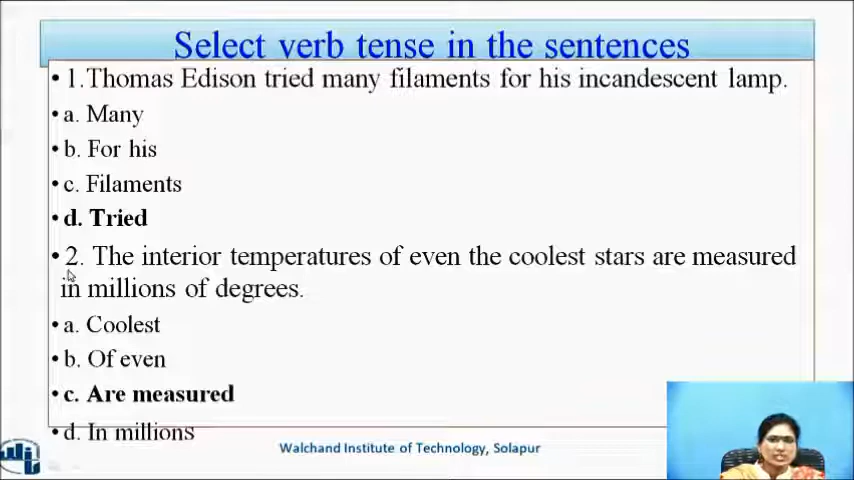 Select verb tense in the sentences
• 1.Thomas Edison tried many filaments for his incandescent lamp.
• a. Many
• b. For his
• c. Filaments
• d. Tried
• 2. The interior temperatures of even the coolest stars are measured
in millions of degrees.
• a. Coolest
• b. Of even
• c. Are measured
• d. In millions
Walchand Institute of Technology, Solapur